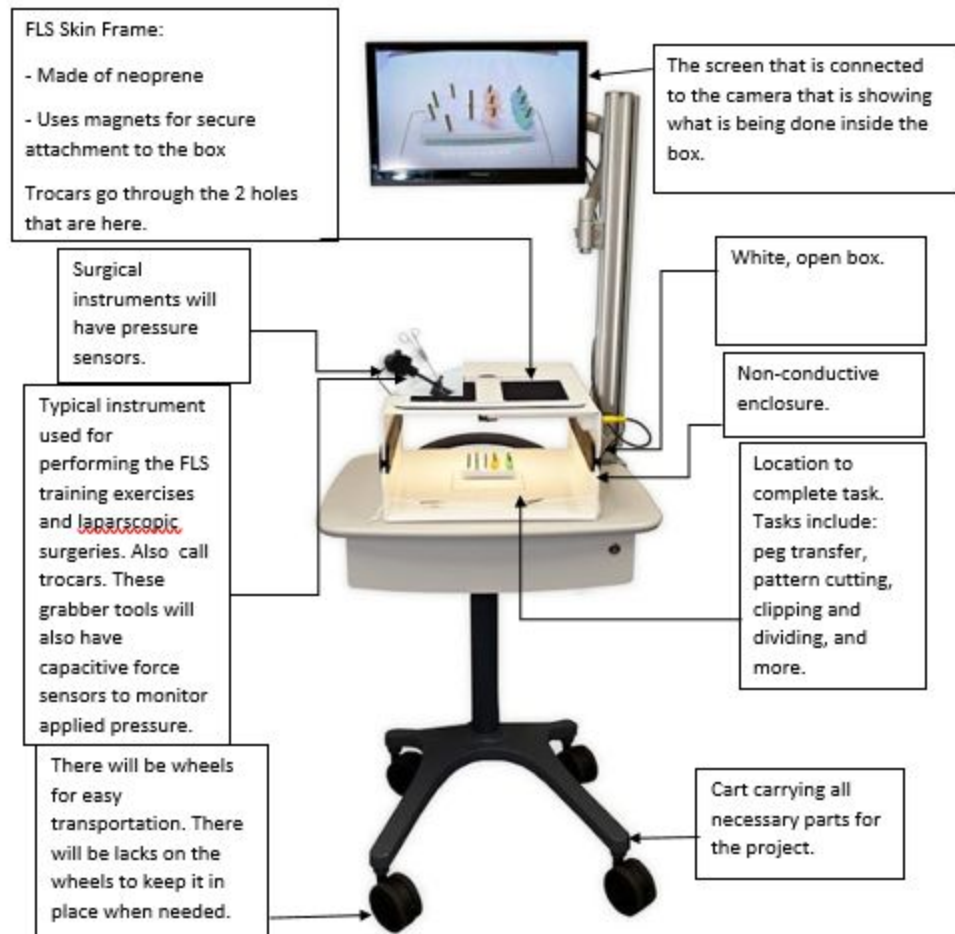 FLS Skin Frame:
- Made of neoprene
- Uses magnets for secure
attachment to the box
Trocars go through the 2 holes
that are here.
The screen that is connected
to the camera that is showing
what is being done inside the
box.
Surgical
instruments will
have pressure
sensors.
White, open box.
Non-conductive
enclosure.
Typical instrument
used for
performing the FLS
training exercises
and laparscopic
surgeries. Also call
trocars. These
grabber tools will
also have
capacitive force
sensors to monitor
applied pressure.
Location to
complete task.
Tasks include:
peg transfer,
pattern cutting,
clipping and
dividing, and
more.
There will be wheels
for easy
transportation. There
will be lacks on the
wheels to keep it in
place when needed.
Cart carrying all
necessary parts for
the project.